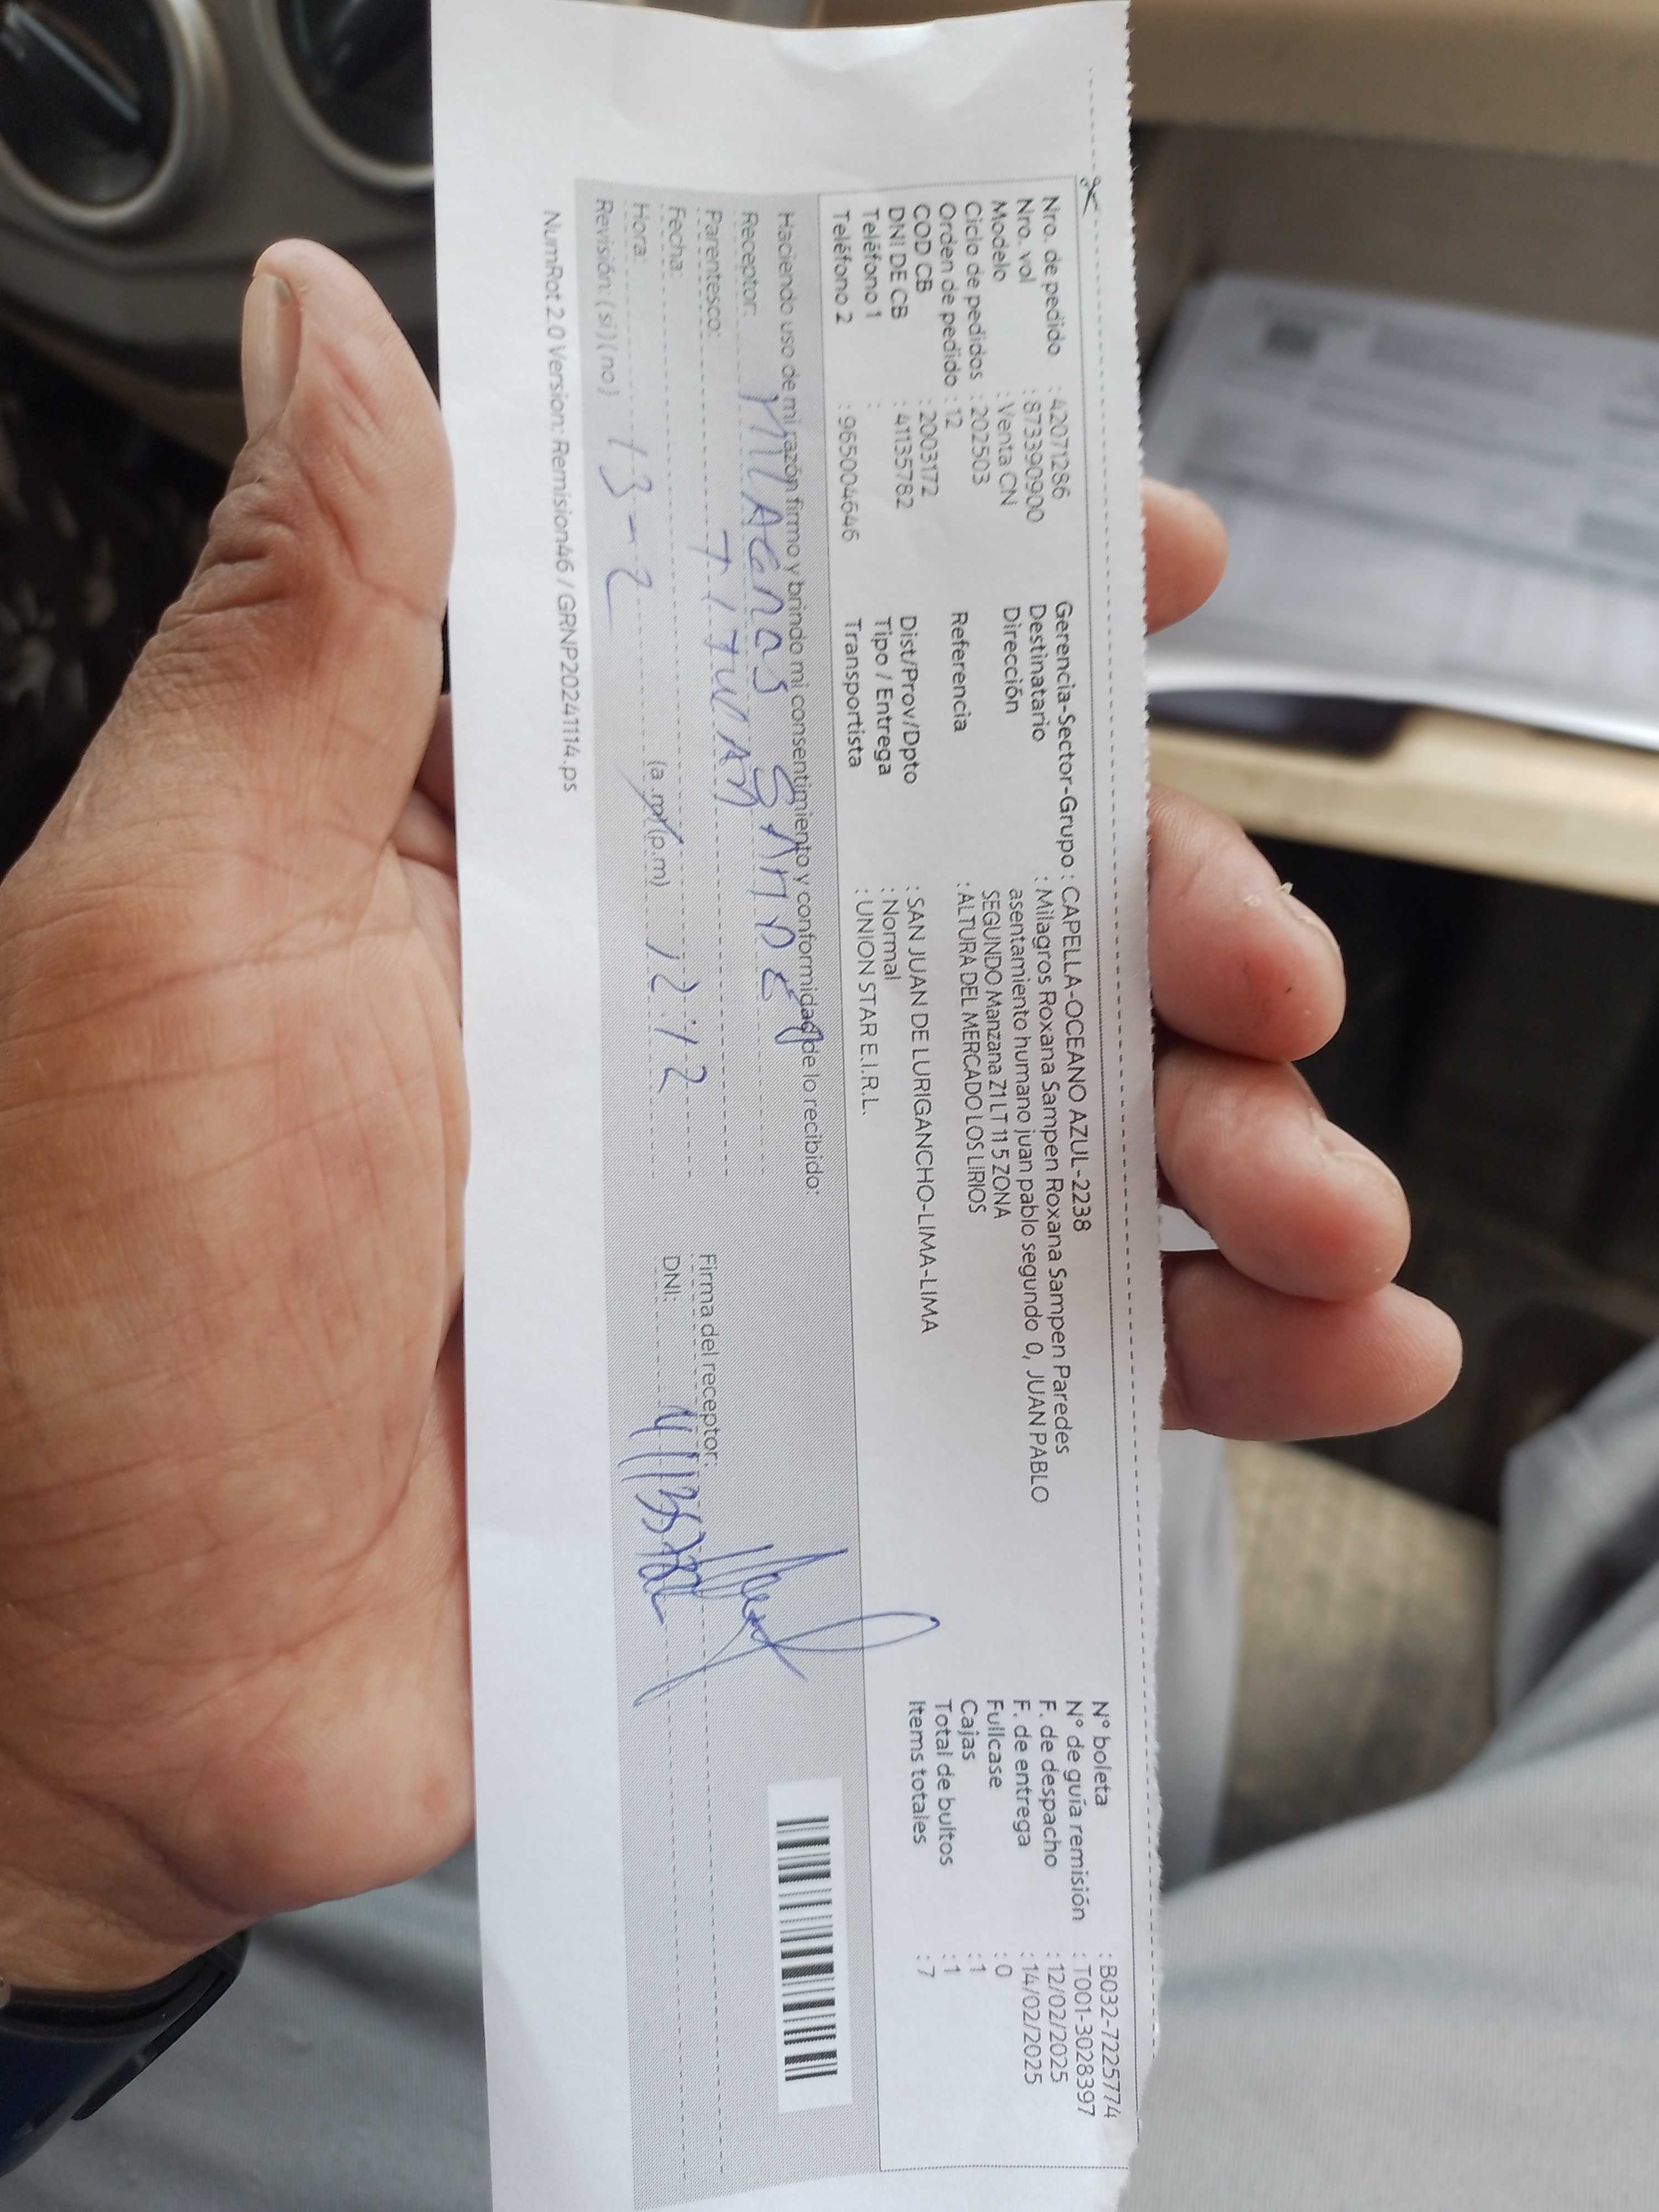 Nro. de pedido : 42071286
Nro. vol : 873390900
Modelo : Venta CN
Ciclo de pedidos : 202503
Orden de pedido : 12
COD CB : 2003172
DNI DE CB : 41135782
Teléfono 1 :
Teléfono 2 : 965004646
Gerencia-Sector-Grupo : CAPELLA-OCEANO AZUL-2238
Destinatario : Milagros Roxana Sampen Roxana Sampen Paredes
Dirección asentamiento humano juan pablo segundo 0, JUAN PABLO
SEGUNDO Manzana Z1 LT 11 5 ZONA
Referencia : ALTURA DEL MERCADO LOS LIRIOS
Dist/Prov/Dpto : SAN JUAN DE LURIGANCHO-LIMA-LIMA
Tipo / Entrega : Normal
Transportista : UNION STAR E.I.R.L.
N° boleta : B032-7225774
N° de guía remisión : T001-3028397
F. de despacho : 12/02/2025
F. de entrega : 14/02/2025
Fullcase : 0
Cajas : 1
Total de bultos : 1
Items totales : 7
Haciendo uso de mi razón firmo y brindo mi consentimiento y conformidad de lo recibido:
Receptor:
Parentesco: TITULAR
Fecha:
Hora: 13-2 (a.m) (p.m) 12:12
Revisión: (si) (no)
Firma del receptor:
DNI: 41135782
NumRot 2.0 Version: Remision46 / GRNP20241114.ps